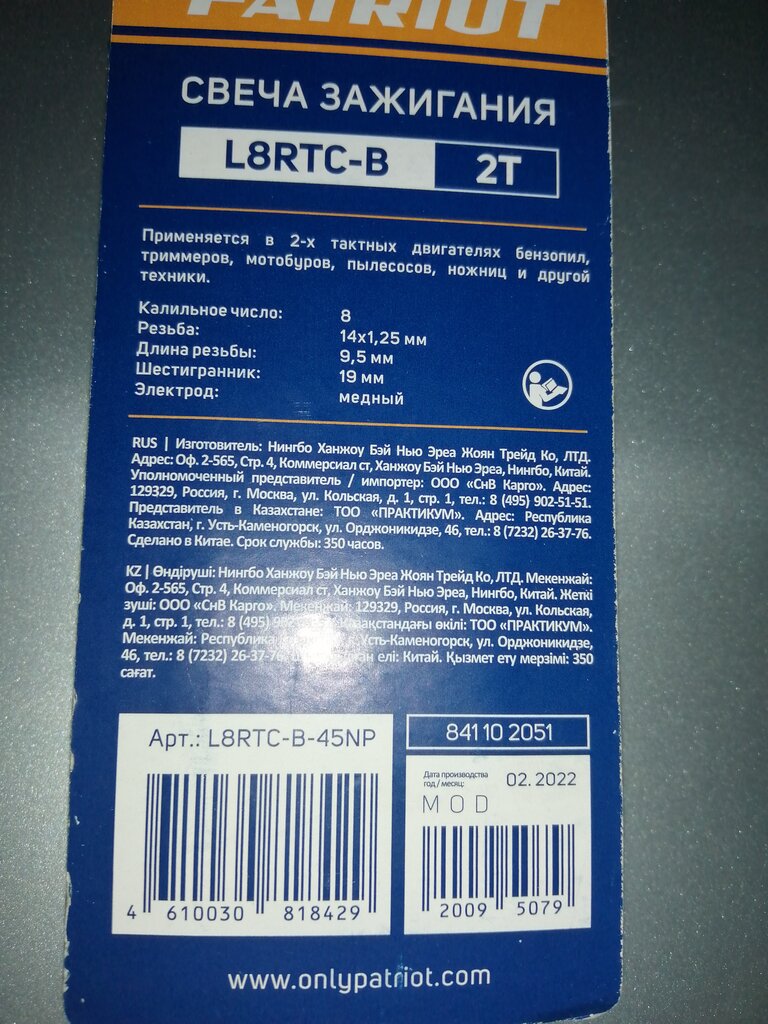 PATRIOT
СВЕЧА ЗАЖИГАНИЯ
L8RTC-B 2T
Применяется в 2-х тактных двигателях бензопил,
триммеров, мотобуров, пылесосов, ножниц и другой
техники.
Калильное число: 8
Резьба: 14x1,25 мм
Длина резьбы: 9,5 мм
Шестигранник: 19 мм
Электрод: медный
RUS | Изготовитель: Нингбо Ханжоу Бэй Нью Эреа Жоян Трейд Ко, ЛТД.
Адрес: Оф. 2-565, Стр. 4, Коммерсиал ст, Ханжоу Бэй Нью Эреа, Нингбо, Китай.
Уполномоченный представитель / импортер: ООО «СнВ Карго». Адрес:
129329, Россия, г. Москва, ул. Кольская, д. 1, стр. 1, тел.: 8 (495) 902-51-51.
Представитель в Казахстане: ТОО «ПРАКТИКУМ». Адрес: Республика
Казахстан, г. Усть-Каменогорск, ул. Орджоникидзе, 46, тел.: 8 (7232) 26-37-76.
Сделано в Китае. Срок службы: 350 часов.
KZ | Өндіруші: Нингбо Ханжоу Бэй Нью Эреа Жоян Трейд Ко, ЛТД. Мекенжай:
Оф. 2-565, Стр. 4, Коммерсиал ст, Ханжоу Бэй Нью Эреа, Нингбо, Китай. Жеткі
зуші: ООО «СнВ Карго». Мекенжай: 129329, Россия, г. Москва, ул. Кольская,
д. 1, стр. 1, тел.: 8 (495) Қазақстандағы өкілі: ТОО «ПРАКТИКУМ».
Мекенжай: Республика г. Усть-Каменогорск, ул. Орджоникидзе,
46, тел.: 8 (7232) 26-37-76. елі: Китай. Қызмет ету мерзімі: 350
сағат.
Арт.: L8RTC-B-45NP
4 610030 818429
841 10 2051
Дата производства
год / месяц: 02. 2022
MOD
2009 5079
www.onlypatriot.com